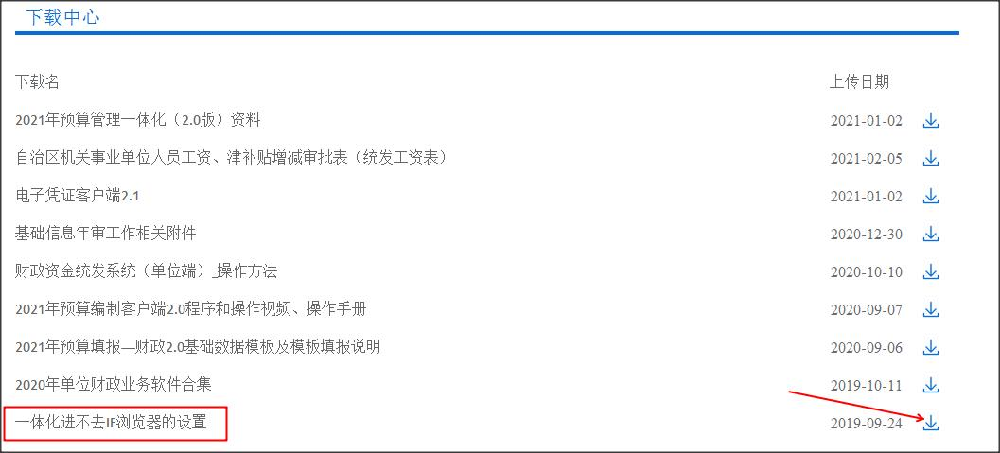 下载中心
下载名 上传日期
2021年预算管理一体化（2.0版）资料 2021-01-02
自治区机关事业单位人员工资、津补贴增减审批表（统发工资表） 2021-02-05
电子凭证客户端2.1 2021-01-02
基础信息年审工作相关附件 2020-12-30
财政资金统发系统（单位端）_操作方法 2020-10-10
2021年预算编制客户端2.0程序和操作视频、操作手册 2020-09-07
2021年预算填报—财政2.0基础数据模板及模板填报说明 2020-09-06
2020年单位财政业务软件合集 2019-10-11
一体化进不去IE浏览器的设置 2019-09-24